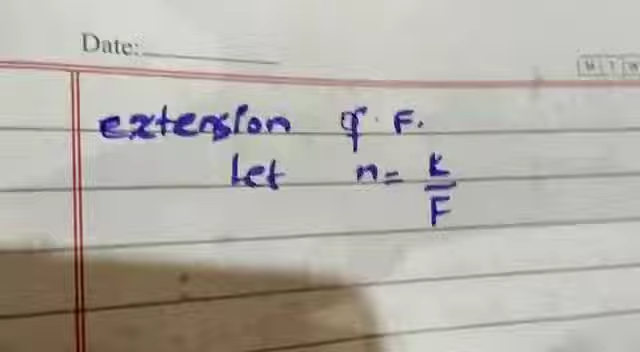 Date:
M T W
extension of F.
Let n = K/F